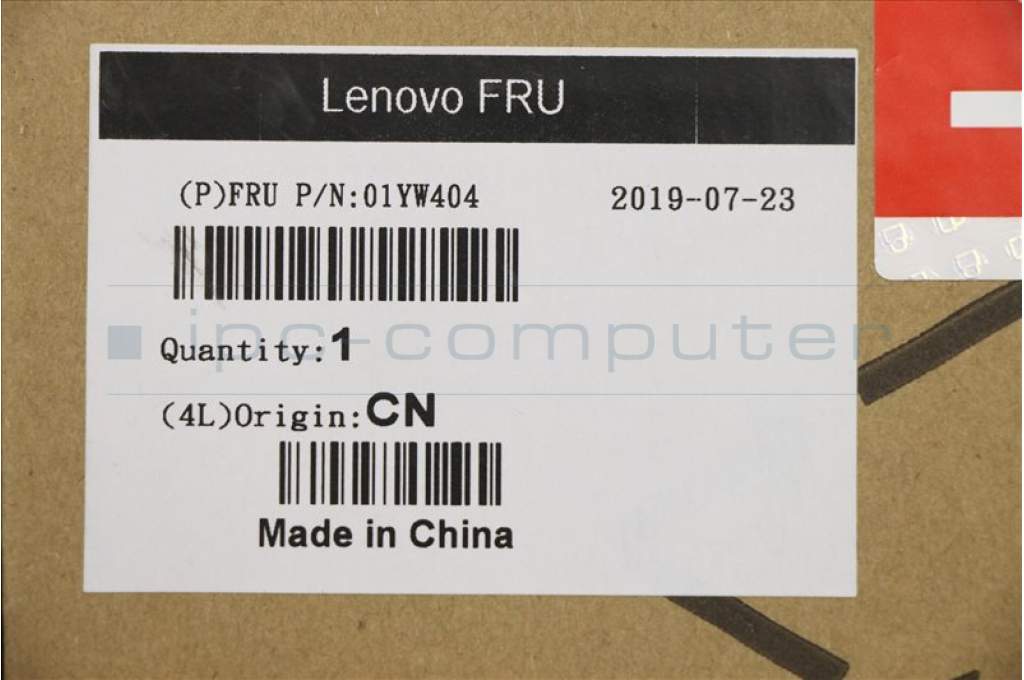 Lenovo FRU
(P)FRU P/N:01YW404
2019-07-23
Quantity:1
ipc-computer
(4L)Origin:CN
Made in China